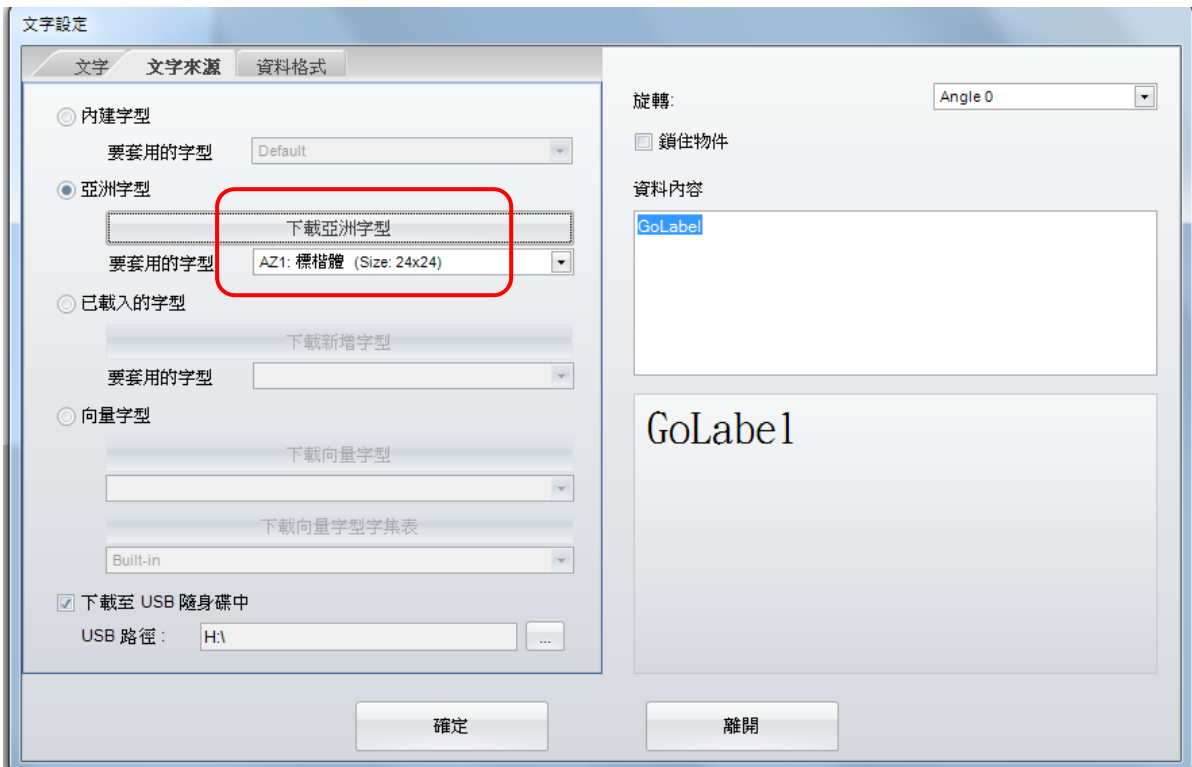 文字設定
文字 文字來源 資料格式
內建字型
要套用的字型 Default
亞洲字型
下載亞洲字型
要套用的字型 AZ1: 標楷體 (Size: 24x24)
已載入的字型
下載新增字型
要套用的字型
向量字型
下載向量字型
下載向量字型字集表
Built-in
下載至 USB 隨身碟中
USB 路徑 : H:\ ...
旋轉: Angle 0
鎖住物件
資料內容
GoLabel
GoLabel
確定 離開